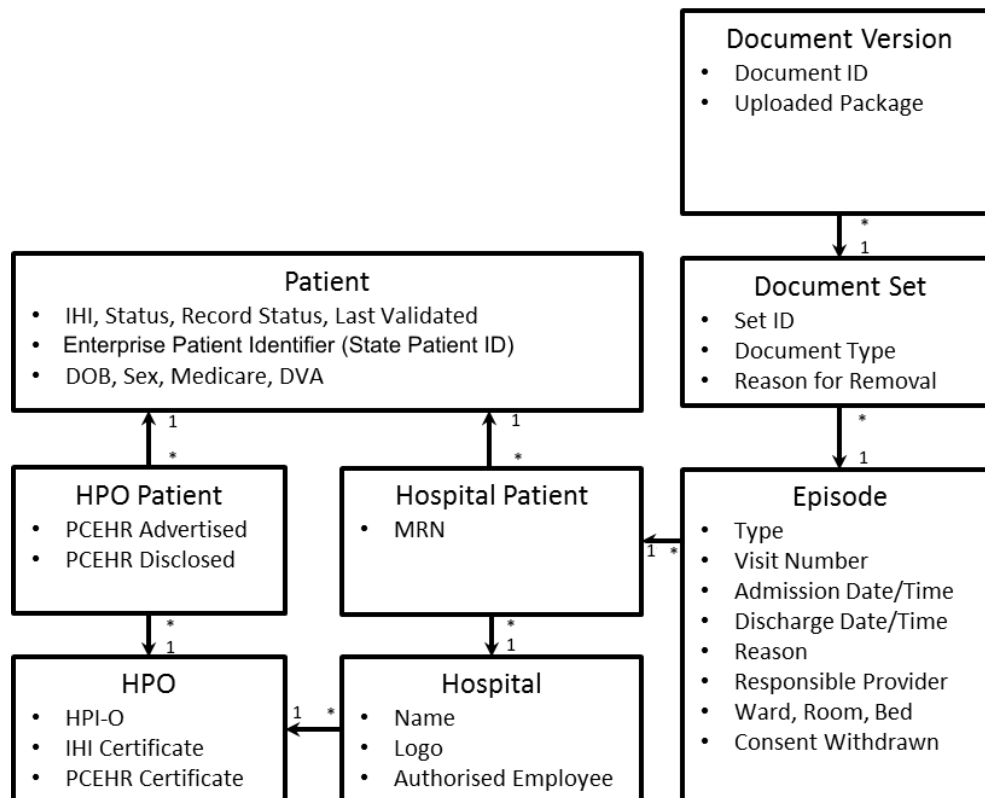 Document Version
• Document ID
• Uploaded Package
*
1
Patient
• IHI, Status, Record Status, Last Validated
• Enterprise Patient Identifier (State Patient ID)
• DOB, Sex, Medicare, DVA
Document Set
• Set ID
• Document Type
• Reason for Removal
1
*
1
*
*
1
HPO Patient
• PCEHR Advertised
• PCEHR Disclosed
Hospital Patient
• MRN
Episode
• Type
• Visit Number
• Admission Date/Time
• Discharge Date/Time
• Reason
• Responsible Provider
• Ward, Room, Bed
• Consent Withdrawn
1
*
*
1
*
1
HPO
• HPI-O
• IHI Certificate
• PCEHR Certificate
1
*
Hospital
• Name
• Logo
• Authorised Employee